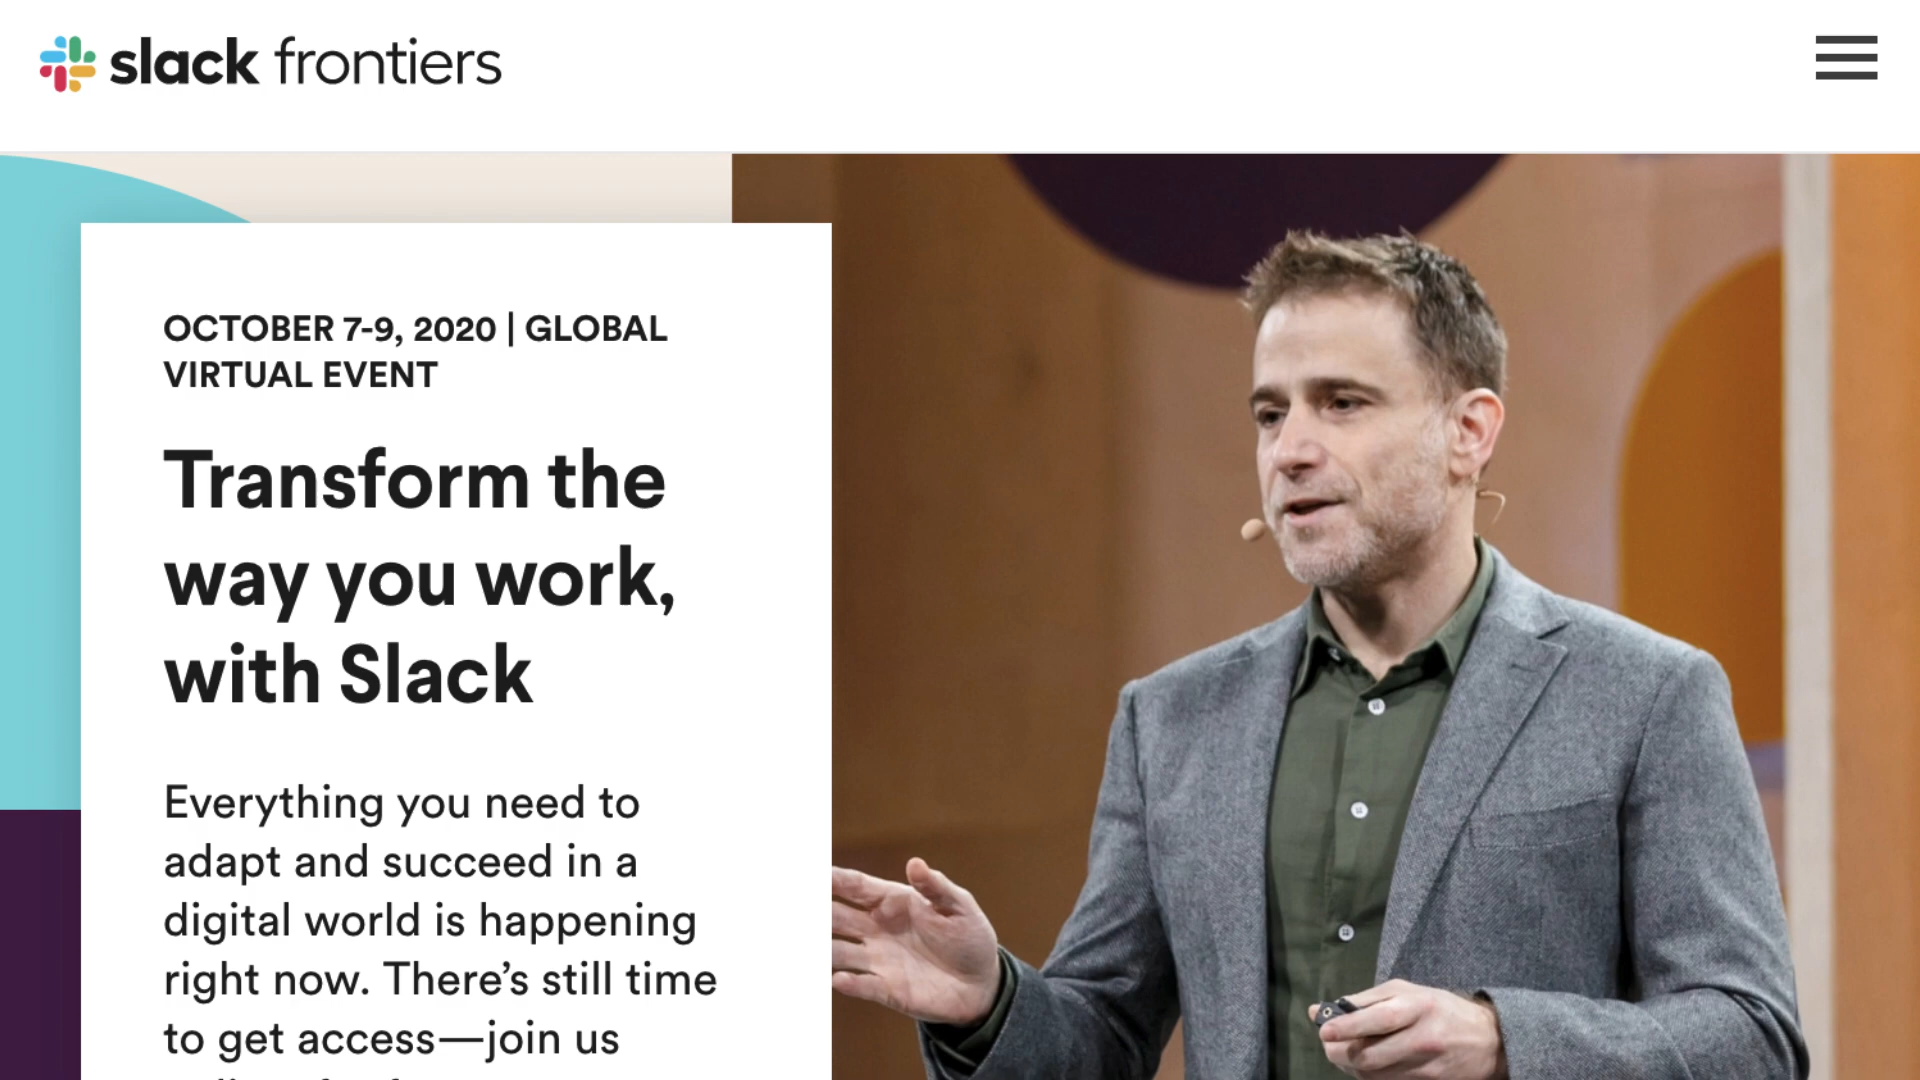 slack frontiers
OCTOBER 7-9, 2020 | GLOBAL
VIRTUAL EVENT
Transform the
way you work,
with Slack
Everything you need to
adapt and succeed in a
digital world is happening
right now. There’s still time
to get access—join us